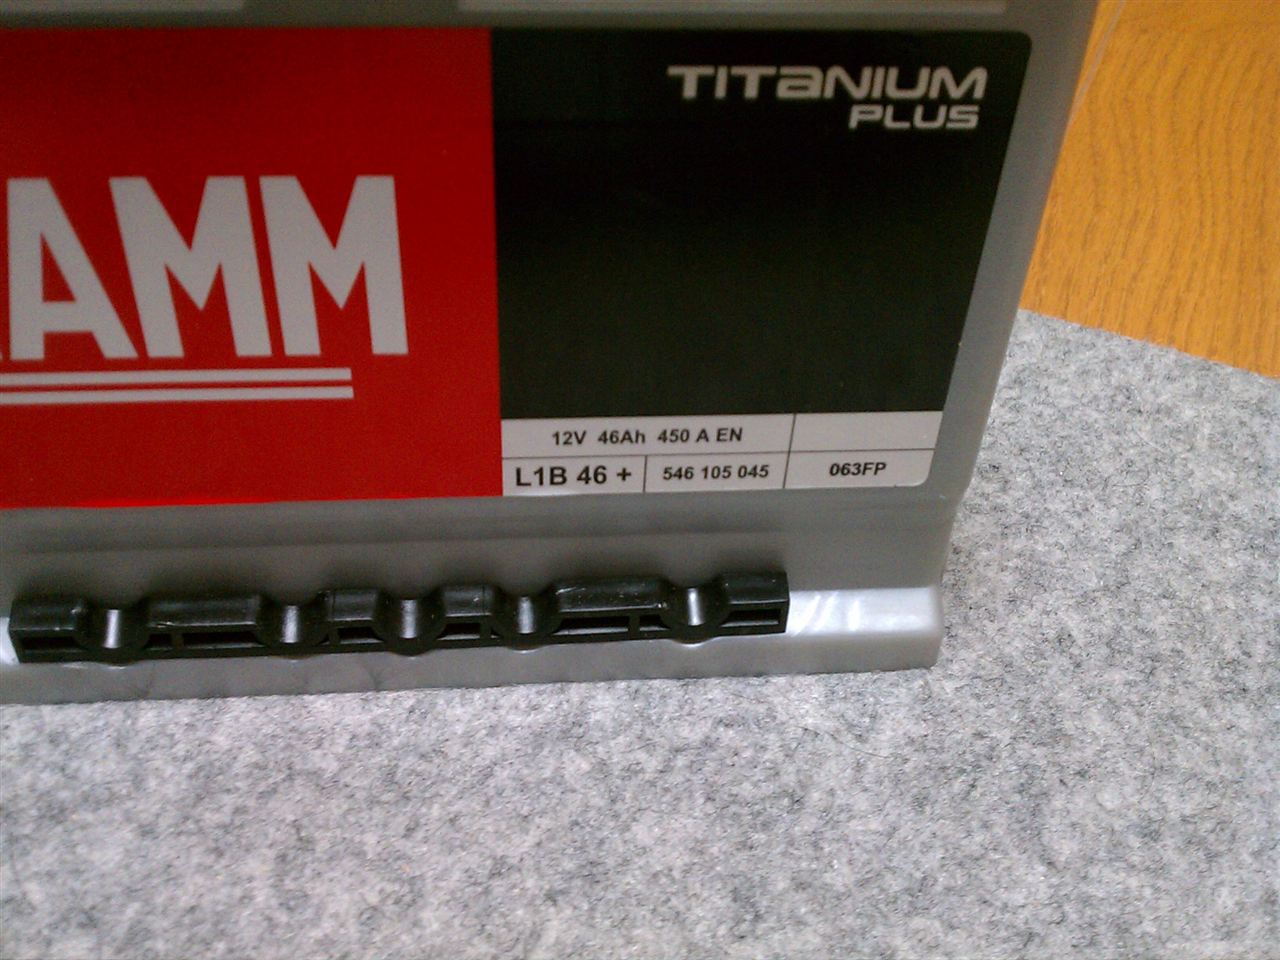 TITANIUM
PLUS
AMM
12V 46Ah 450 A EN
L1B 46 + 546 105 045 063FP